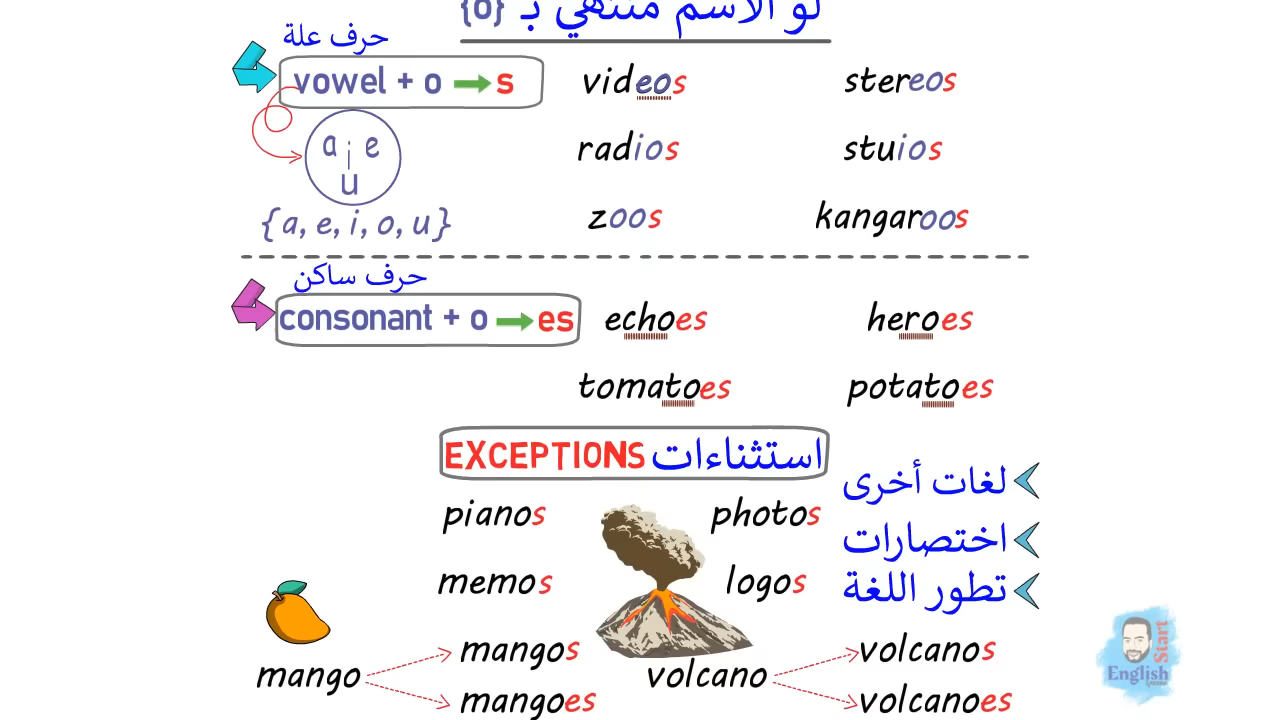 لو الاسم منتهي بـ {o}
حرف علة
vowel + o → s
videos
stereos
a i e
u
radios
stuios
{a, e, i, o, u}
zoos
kangaroos
حرف ساكن
consonant + o → es
echoes
heroes
tomatoes
potatoes
EXCEPTIONS استثناءات
لغات أخرى
pianos
photos
اختصارات
memos
logos
تطور اللغة
mango
mangos
mangoes
volcano
volcanos
volcanoes
English
Start